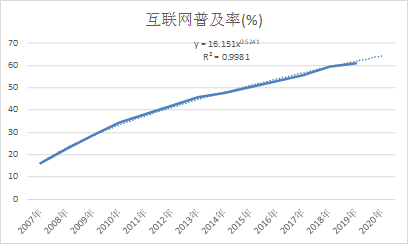 互联网普及率(%)
y = 16.151x^0.5241
R² = 0.9981
70
60
50
40
30
20
10
0
2007年
2008年
2009年
2010年
2011年
2012年
2013年
2014年
2015年
2016年
2017年
2018年
2019年
2020年